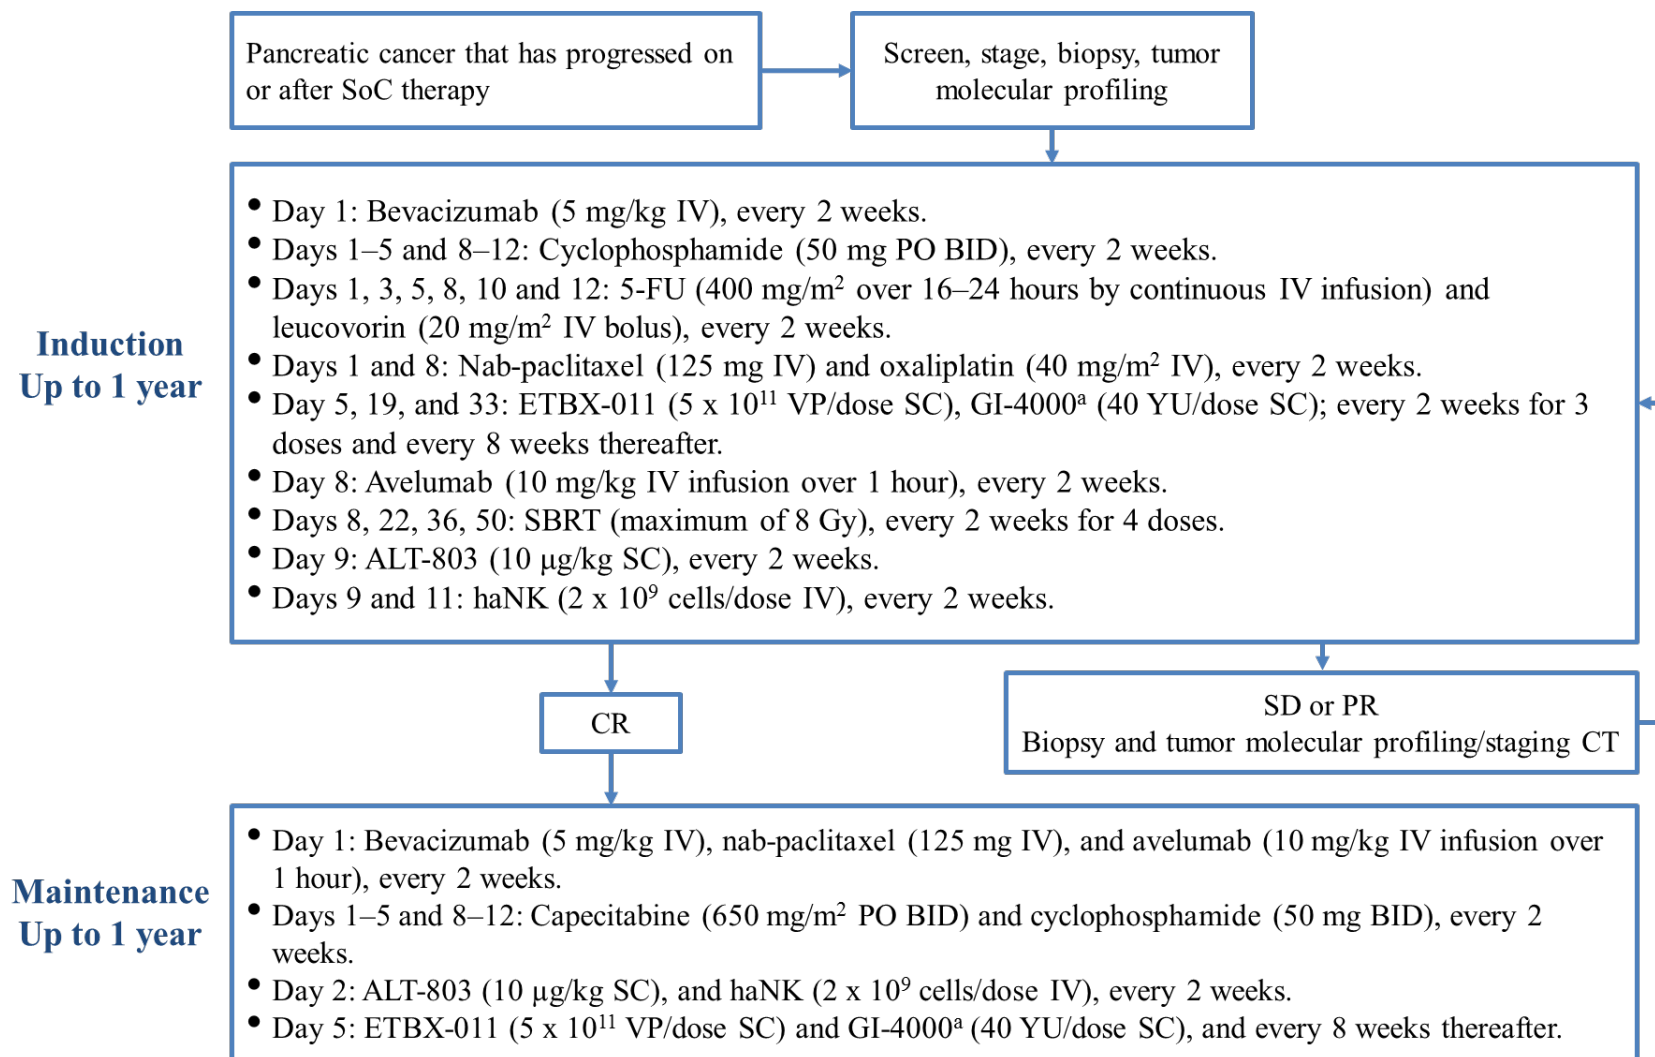 Pancreatic cancer that has progressed on
or after SoC therapy
Screen, stage, biopsy, tumor
molecular profiling
Induction
Up to 1 year
• Day 1: Bevacizumab (5 mg/kg IV), every 2 weeks.
• Days 1–5 and 8–12: Cyclophosphamide (50 mg PO BID), every 2 weeks.
• Days 1, 3, 5, 8, 10 and 12: 5-FU (400 mg/m² over 16–24 hours by continuous IV infusion) and
leucovorin (20 mg/m² IV bolus), every 2 weeks.
• Days 1 and 8: Nab-paclitaxel (125 mg IV) and oxaliplatin (40 mg/m² IV), every 2 weeks.
• Day 5, 19, and 33: ETBX-011 (5 x 10¹¹ VP/dose SC), GI-4000ᵃ (40 YU/dose SC); every 2 weeks for 3
doses and every 8 weeks thereafter.
• Day 8: Avelumab (10 mg/kg IV infusion over 1 hour), every 2 weeks.
• Days 8, 22, 36, 50: SBRT (maximum of 8 Gy), every 2 weeks for 4 doses.
• Day 9: ALT-803 (10 µg/kg SC), every 2 weeks.
• Days 9 and 11: haNK (2 x 10⁹ cells/dose IV), every 2 weeks.
CR
SD or PR
Biopsy and tumor molecular profiling/staging CT
Maintenance
Up to 1 year
• Day 1: Bevacizumab (5 mg/kg IV), nab-paclitaxel (125 mg IV), and avelumab (10 mg/kg IV infusion over
1 hour), every 2 weeks.
• Days 1–5 and 8–12: Capecitabine (650 mg/m² PO BID) and cyclophosphamide (50 mg BID), every 2
weeks.
• Day 2: ALT-803 (10 µg/kg SC), and haNK (2 x 10⁹ cells/dose IV), every 2 weeks.
• Day 5: ETBX-011 (5 x 10¹¹ VP/dose SC) and GI-4000ᵃ (40 YU/dose SC), and every 8 weeks thereafter.